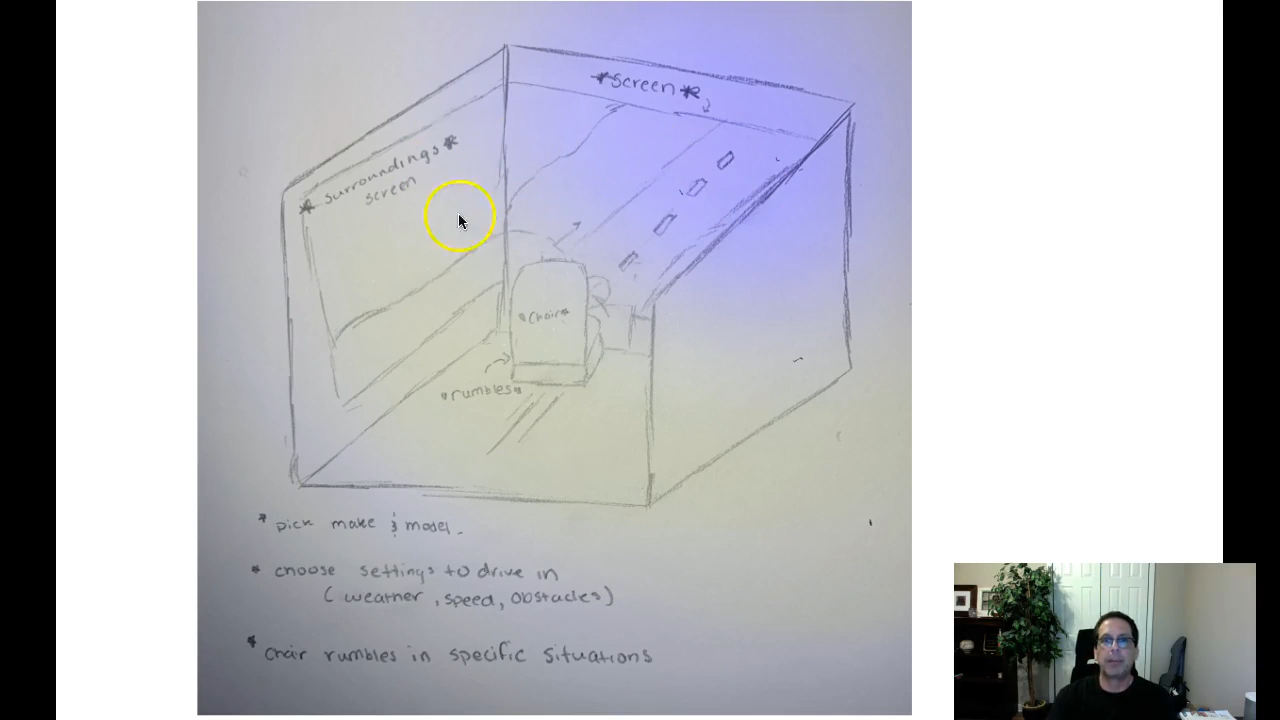 *Screen*
* Surroundings *
screen
*Chair*
*rumbles*
* pick make & model.
* choose settings to drive in
( weather , speed, obstacles)
* Chair rumbles in specific situations